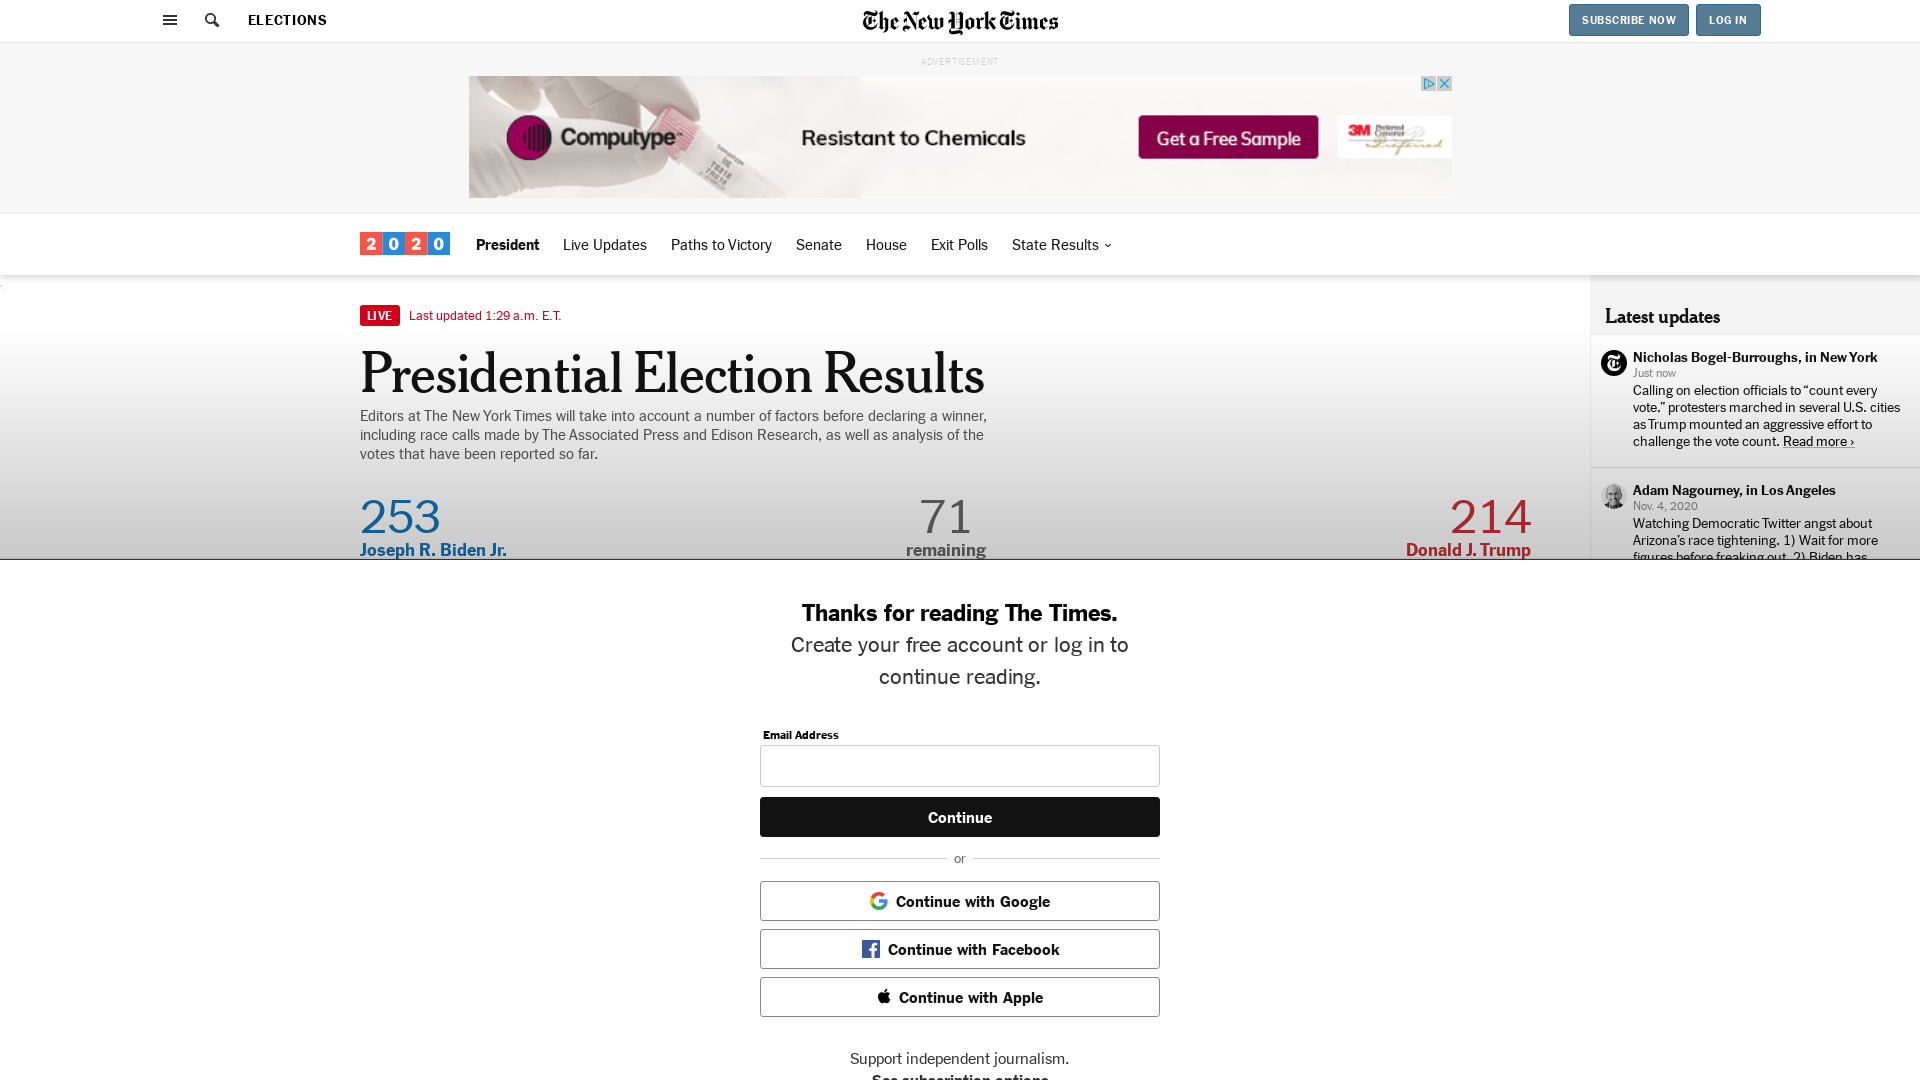 ELECTIONS
The New York Times
SUBSCRIBE NOW
LOG IN
ADVERTISEMENT
Computype
Resistant to Chemicals
Get a Free Sample
3M Preferred
Converter
Preferred
2020
President
Live Updates
Paths to Victory
Senate
House
Exit Polls
State Results
LIVE
Last updated 1:29 a.m. E.T.
Presidential Election Results
Editors at The New York Times will take into account a number of factors before declaring a winner,
including race calls made by The Associated Press and Edison Research, as well as analysis of the
votes that have been reported so far.
253
71
214
Joseph R. Biden Jr.
remaining
Donald J. Trump
Latest updates
Nicholas Bogel-Burroughs, in New York
Just now
Calling on election officials to “count every
vote,” protesters marched in several U.S. cities
as Trump mounted an aggressive effort to
challenge the vote count. Read more ›
Adam Nagourney, in Los Angeles
Nov. 4, 2020
Watching Democratic Twitter angst about
Arizona’s race tightening. 1) Wait for more
figures before freaking out. 2) Biden has
Thanks for reading The Times.
Create your free account or log in to
continue reading.
Email Address
Continue
or
Continue with Google
Continue with Facebook
Continue with Apple
Support independent journalism.
See subscription options.